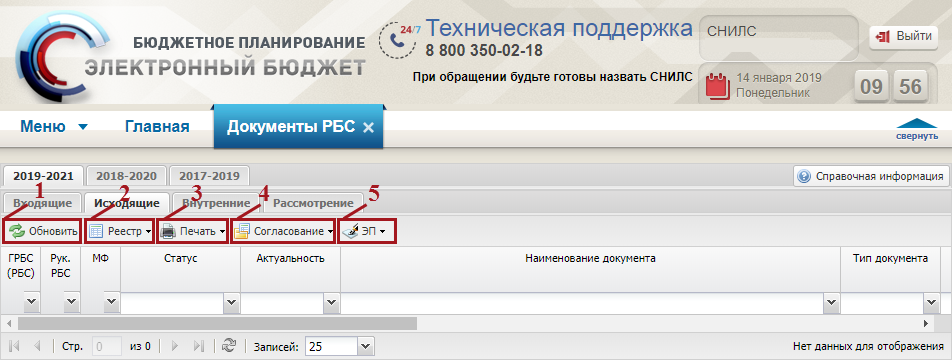 БЮДЖЕТНОЕ ПЛАНИРОВАНИЕ
ЭЛЕКТРОННЫЙ БЮДЖЕТ
24/7 Техническая поддержка
8 800 350-02-18
При обращении будьте готовы назвать СНИЛС
СНИЛС
Выйти
14 января 2019
Понедельник
09 56
Меню Главная Документы РБС свернуть
2019-2021 2018-2020 2017-2019 Справочная информация
1 2 3 4 5
Входящие Исходящие Внутренние Рассмотрение
Обновить Реестр Печать Согласование ЭП
ГРБС (РБС) Рук. РБС МФ Статус Актуальность Наименование документа Тип документа
Стр. 0 из 0 Записей: 25 Нет данных для отображения